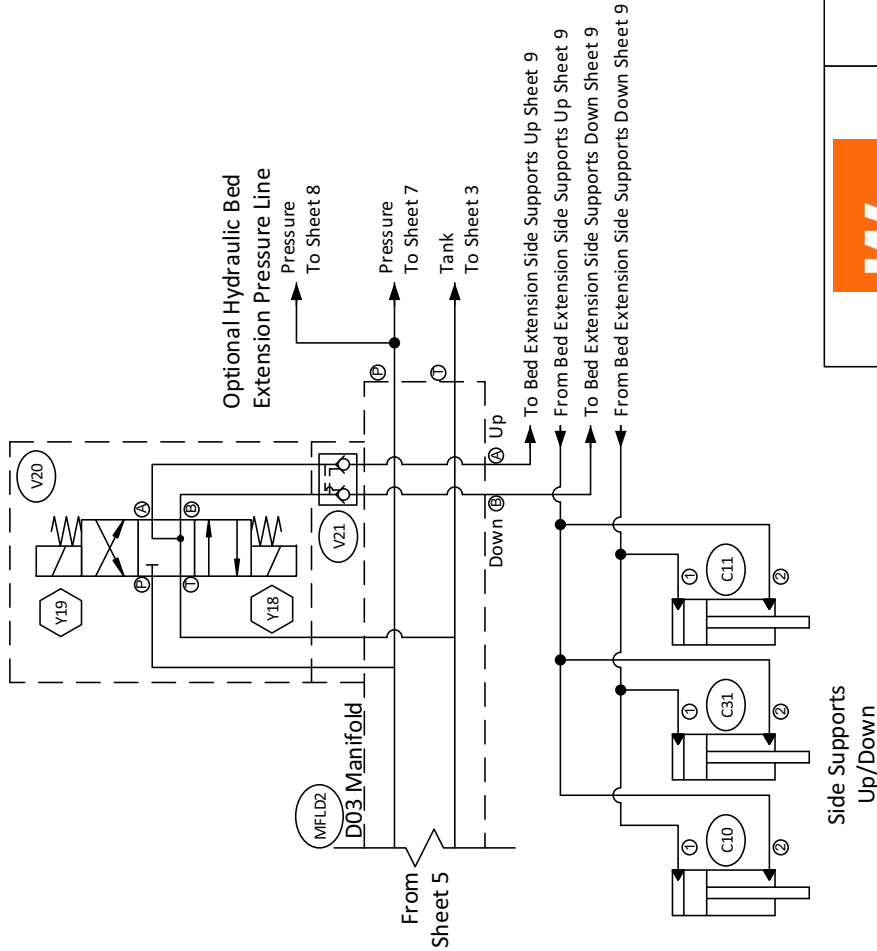 V20
Y19
Y18
A
B
P
T
V21
Optional Hydraulic Bed
Extension Pressure Line
Pressure
To Sheet 8
Pressure
To Sheet 7
Tank
To Sheet 3
P
T
MFLD2
D03 Manifold
From
Sheet 5
A Up
Down B
To Bed Extension Side Supports Up Sheet 9
From Bed Extension Side Supports Up Sheet 9
To Bed Extension Side Supports Down Sheet 9
From Bed Extension Side Supports Down Sheet 9
1
C10
2
1
C31
2
1
C11
2
Side Supports
Up/Down